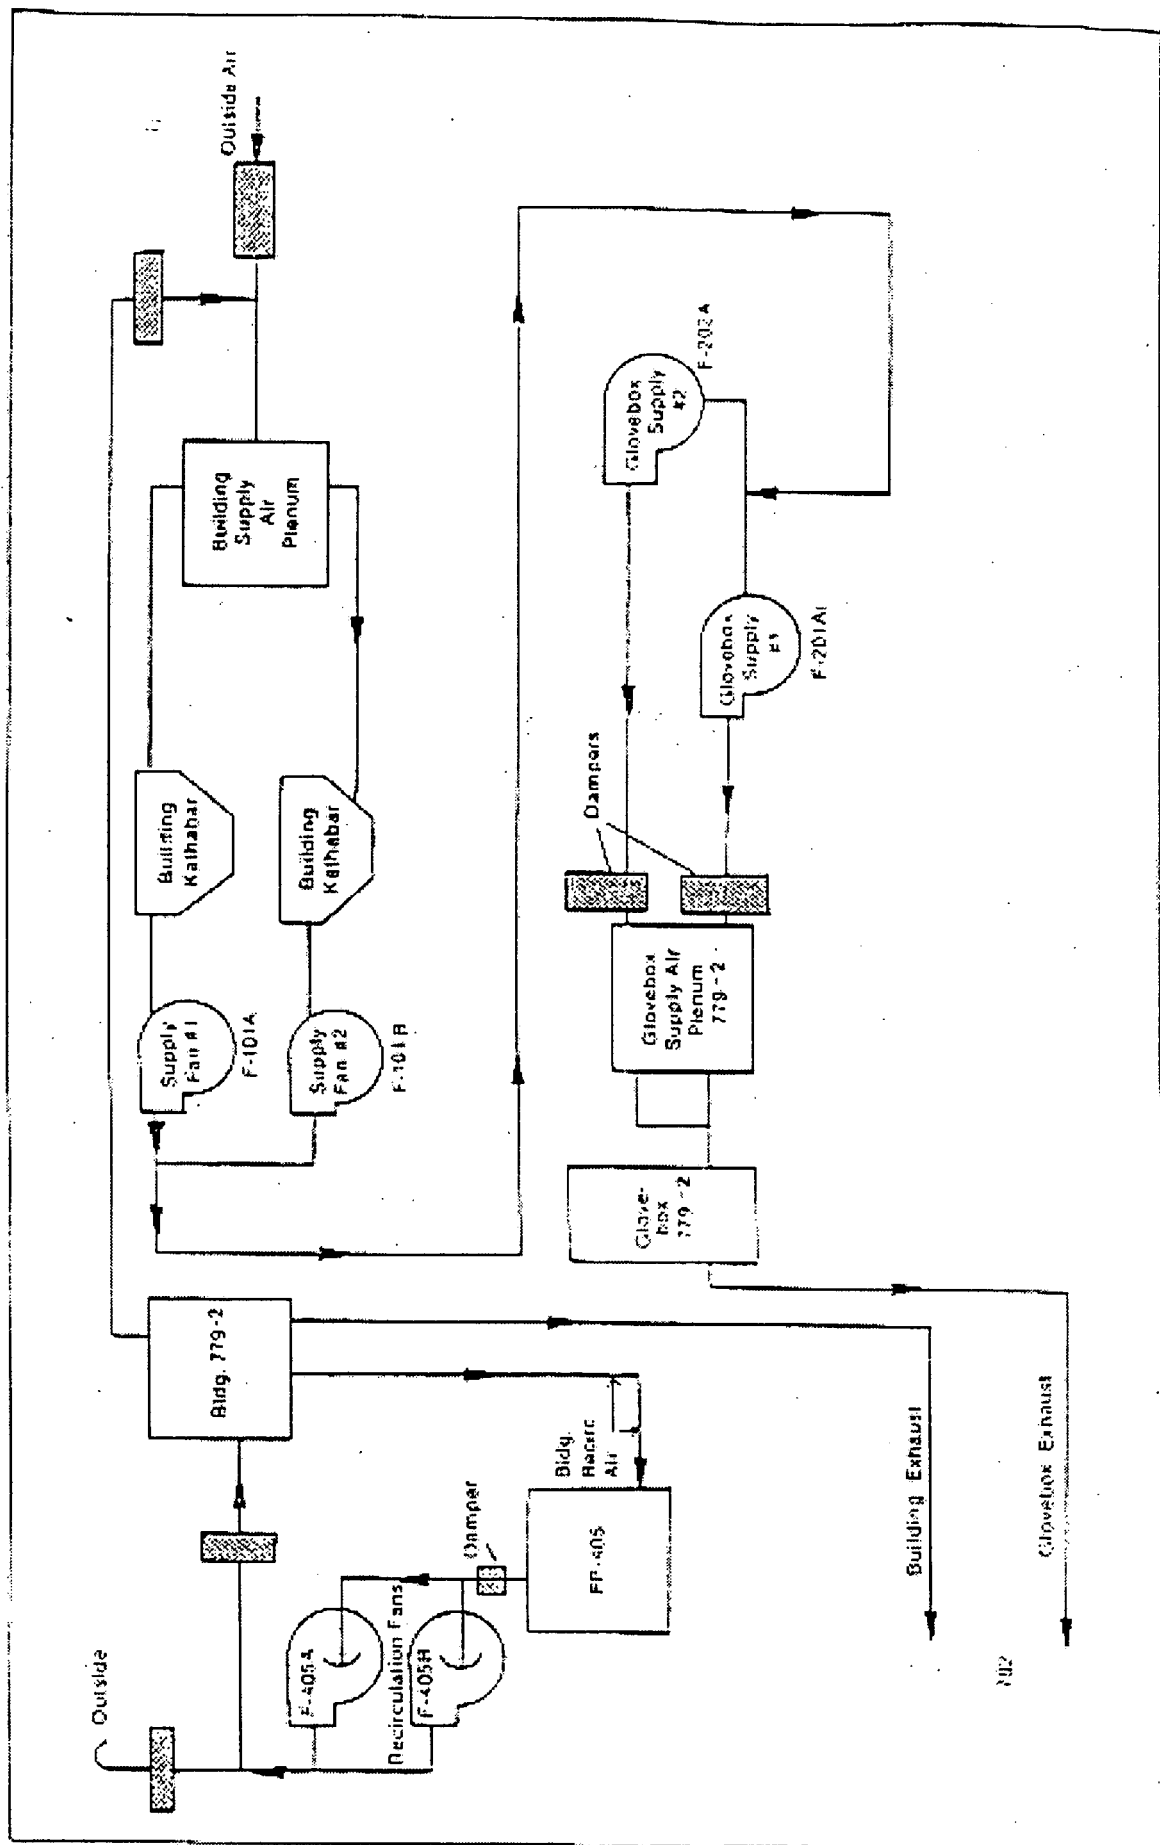 Outside
Bldg. 779-2
Outside Air
Building
Supply
Air
Plenum
Building
Kathabar
Building
Kathabar
Supply
Fan #1
F-101A
Supply
Fan #2
F-101B
F-405A
Recirculation Fans
F-405B
Damper
Bldg.
Recirc
Air
FP-405
Dampers
Glovebox
Supply
#2
F-202A
Glovebox
Supply
#1
F-201A
Glovebox
Supply Air
Plenum
779-2
Glove-
box
779-2
Building Exhaust
Glovebox Exhaust